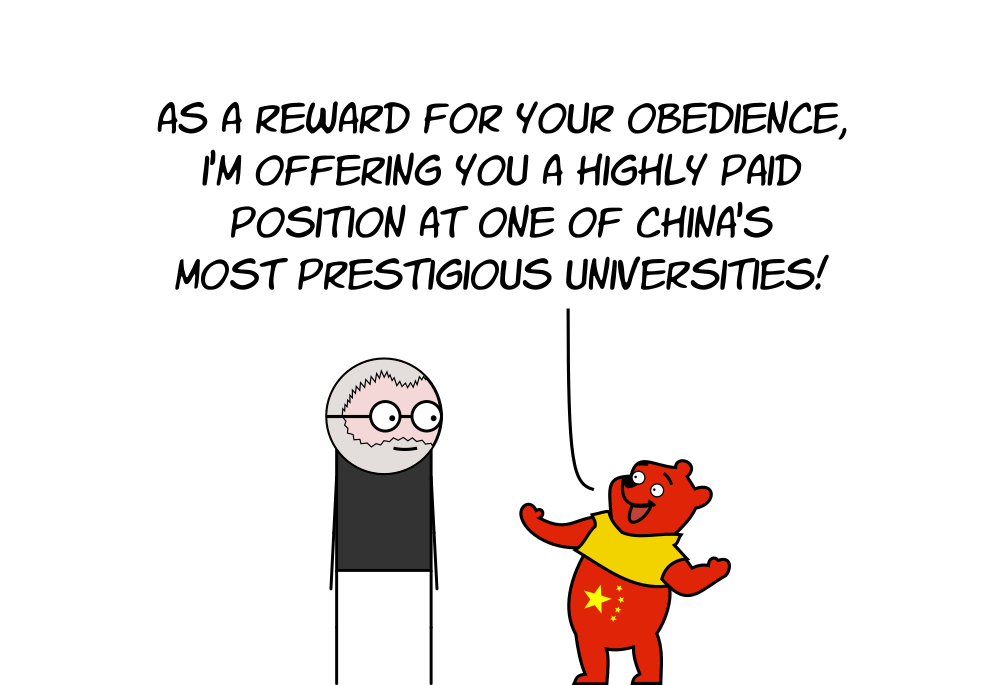 AS A REWARD FOR YOUR OBEDIENCE,
I'M OFFERING YOU A HIGHLY PAID
POSITION AT ONE OF CHINA'S
MOST PRESTIGIOUS UNIVERSITIES!